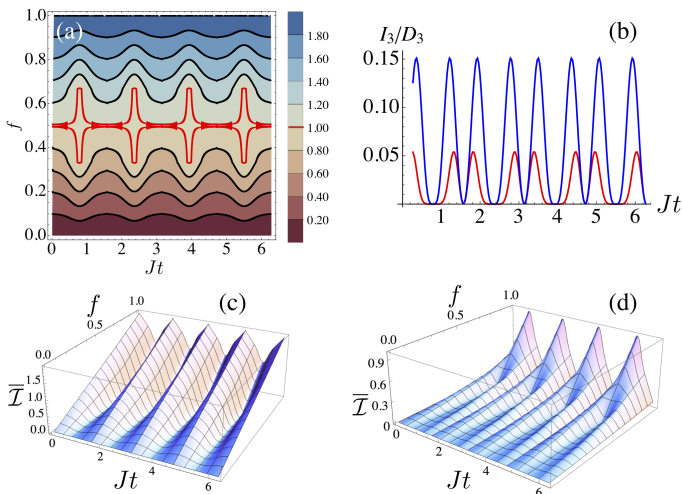 (a)
1.0
0.8
0.6
f
0.4
0.2
0.0
0 1 2 3 4 5 6
Jt
1.80
1.60
1.40
1.20
1.00
0.80
0.60
0.40
0.20
I₃/D₃
(b)
0.15
0.10
0.05
1 2 3 4 5 6
Jt
(c)
f
1.0
0.5
0.0
1.5
1.0
0.5
0.0
I̅
0
2
4
6
Jt
(d)
f
1.0
0.5
0.0
0.9
0.6
0.3
0
I̅
0
2
4
6
Jt